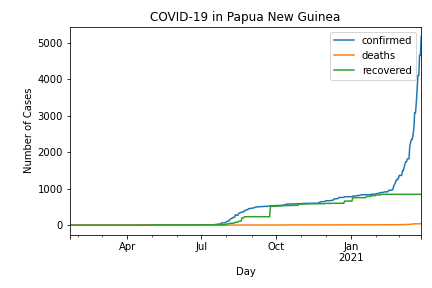 COVID-19 in Papua New Guinea
confirmed
deaths
recovered
Number of Cases
5000
4000
3000
2000
1000
0
Apr
Jul
Oct
Jan
2021
Day